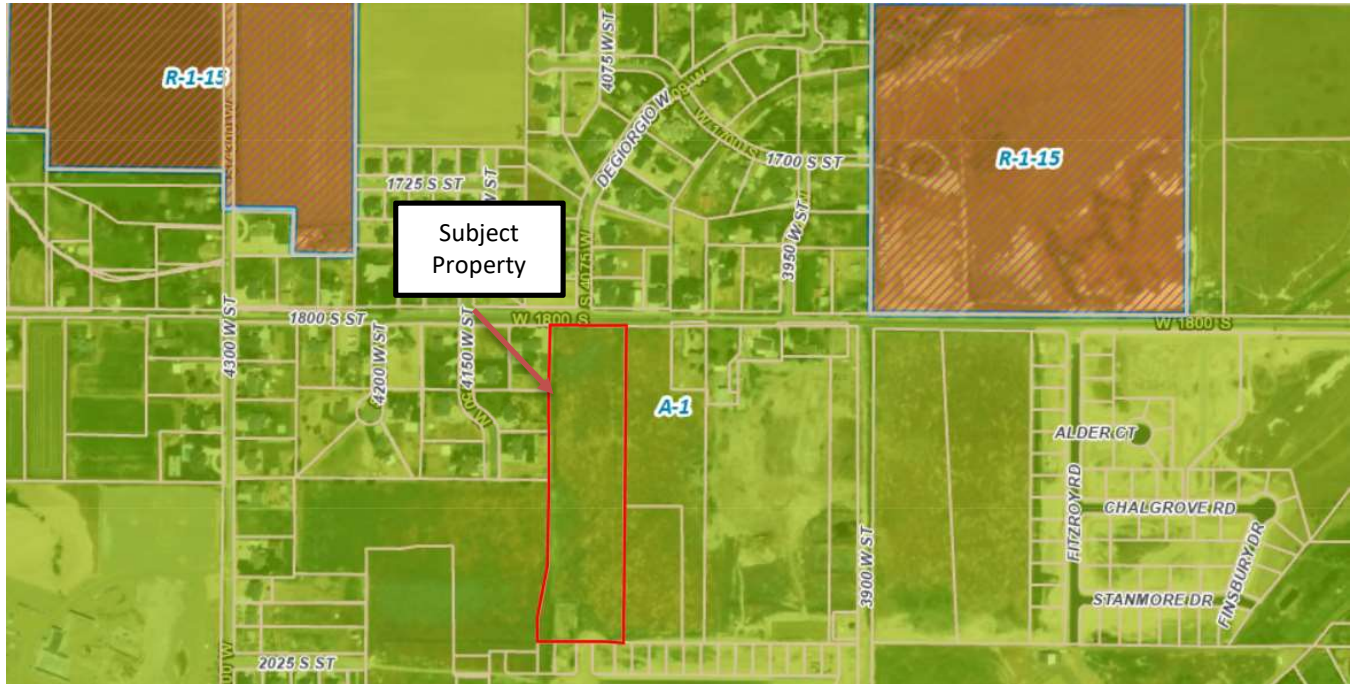 R-1-15
4075 W ST
DEGIORGIO W
W 1700 S
1700 S ST
R-1-15
1725 S ST
W ST
3950 W ST
Subject
Property
S 4075 W
4300 W ST
1800 S ST
W 1800 S
W 1800 S
4200 W ST
4150 W ST
A-1
ALDER CT
FITZROY RD
CHALGROVE RD
FINSBURY DR
STANMORE DR
3900 W ST
2025 S ST